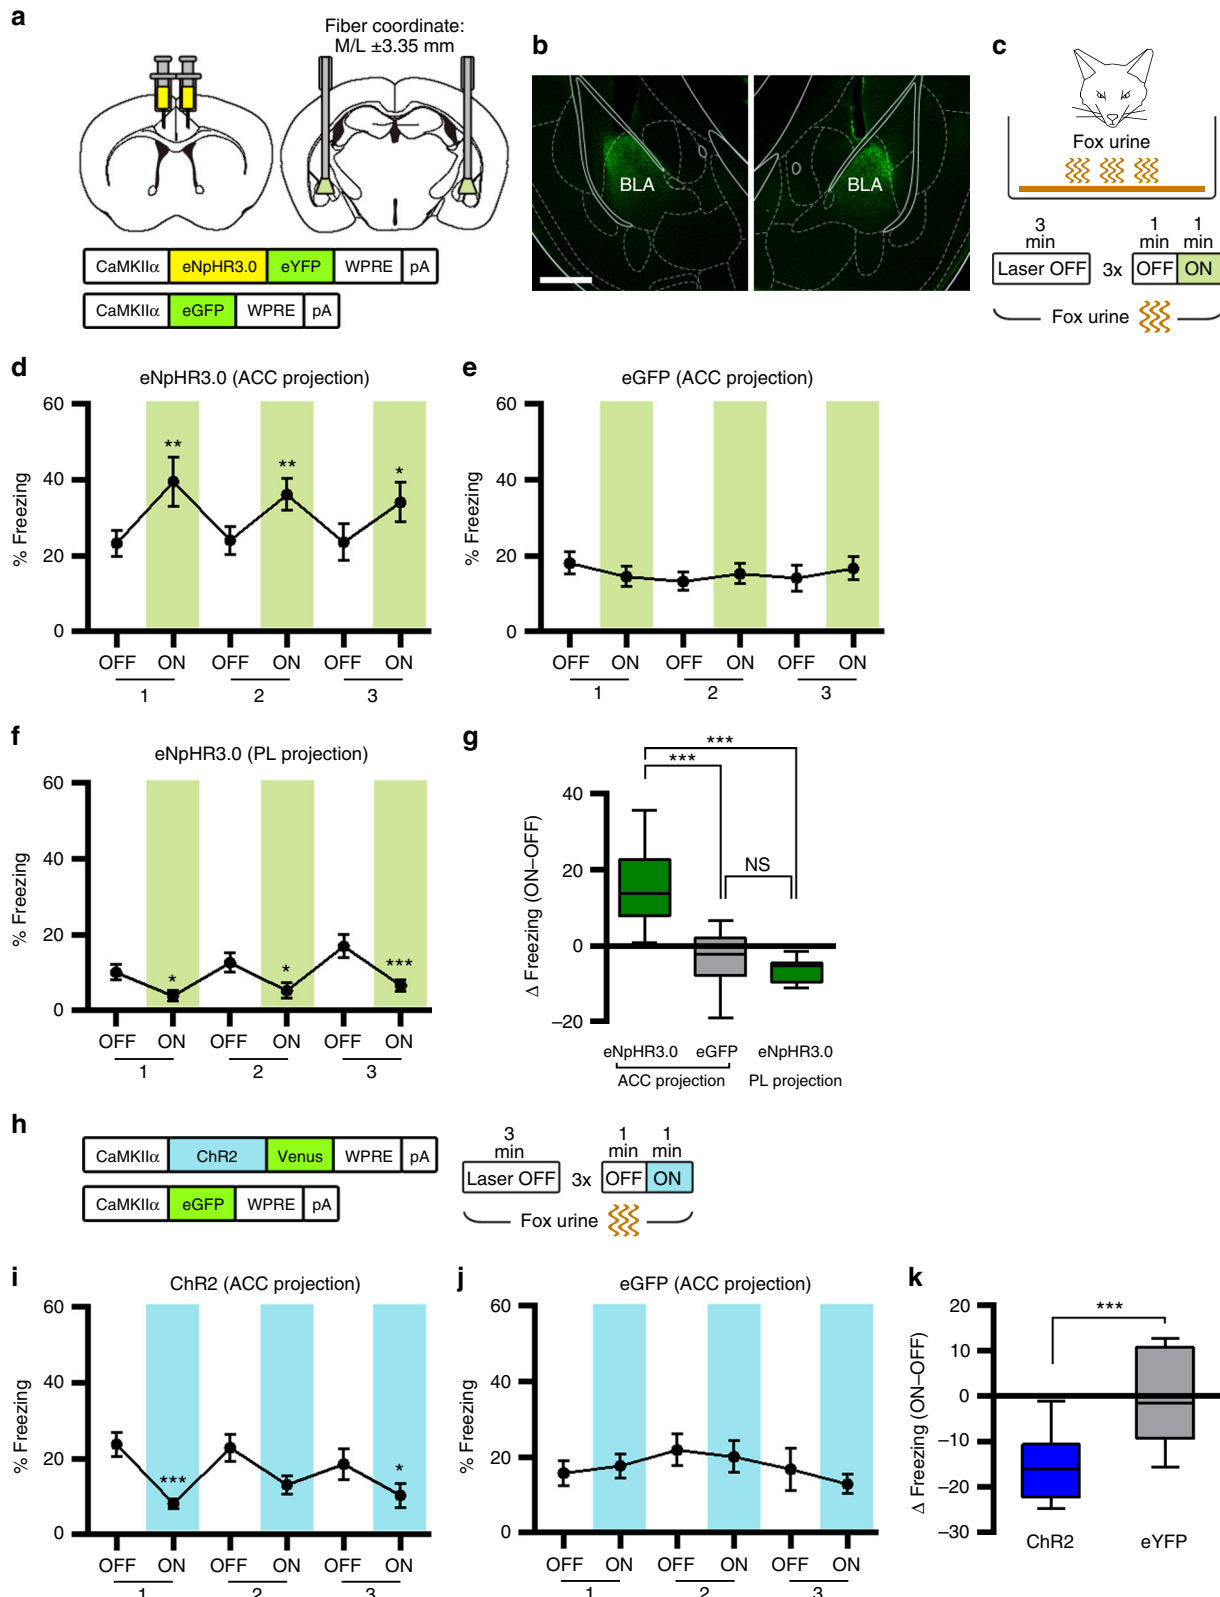 a
Fiber coordinate:
M/L ±3.35 mm
CaMKIIα eNpHR3.0 eYFP WPRE pA
CaMKIIα eGFP WPRE pA
b
BLA
BLA
c
Fox urine
3 min
1 min
1 min
Laser OFF 3x OFF ON
Fox urine
d
eNpHR3.0 (ACC projection)
% Freezing
60
40
20
0
**
**
*
OFF ON OFF ON OFF ON
1 2 3
e
eGFP (ACC projection)
% Freezing
60
40
20
0
OFF ON OFF ON OFF ON
1 2 3
f
eNpHR3.0 (PL projection)
% Freezing
60
40
20
0
*
*
***
OFF ON OFF ON OFF ON
1 2 3
g
***
***
NS
Δ Freezing (ON–OFF)
40
20
0
–20
eNpHR3.0 eGFP eNpHR3.0
ACC projection PL projection
h
CaMKIIα ChR2 Venus WPRE pA
CaMKIIα eGFP WPRE pA
3 min
1 min
1 min
Laser OFF 3x OFF ON
Fox urine
i
ChR2 (ACC projection)
% Freezing
60
40
20
0
***
*
OFF ON OFF ON OFF ON
1 2 3
j
eGFP (ACC projection)
% Freezing
60
40
20
0
OFF ON OFF ON OFF ON
1 2 3
k
***
Δ Freezing (ON–OFF)
20
10
0
–10
–20
–30
ChR2 eYFP